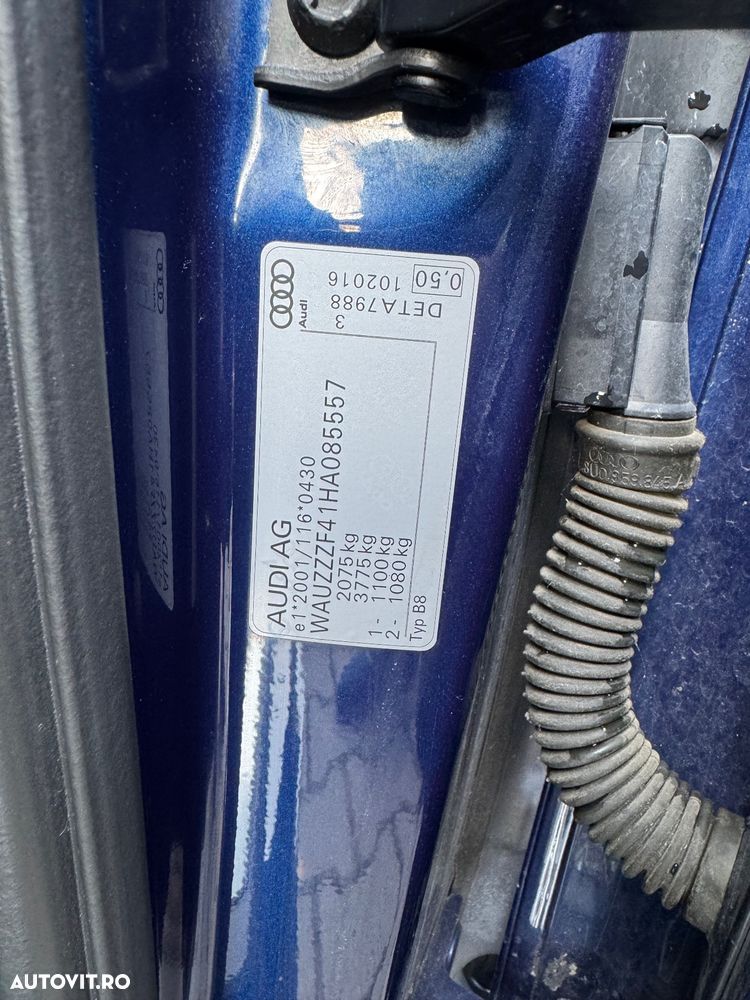 AUDI AG
e1*2001/116*0430
WAUZZZF41HA085557
2075 kg
3775 kg
1 - 1100 kg
2 - 1080 kg
Typ B8
Audi
3
DETA7988
102016
0,50
AUTOVIT.RO